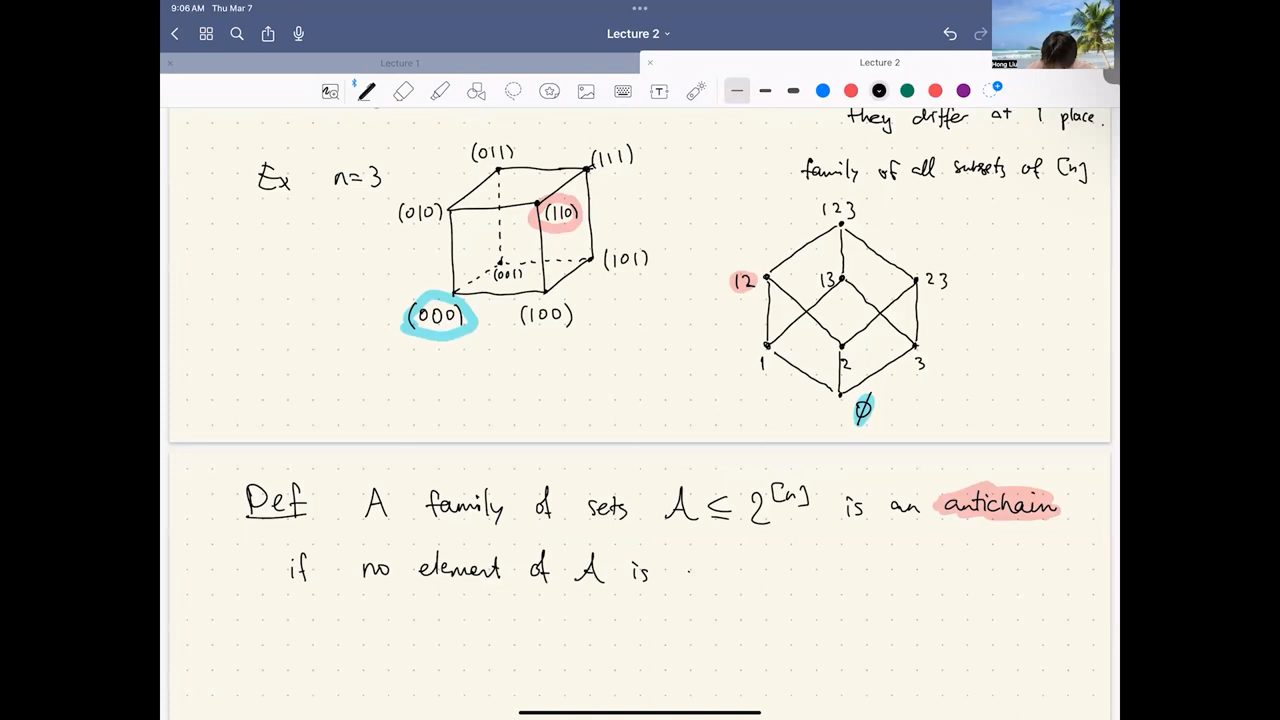 9:06 AM Thu Mar 7
Lecture 2
Hong Liu
Lecture 1
Lecture 2
they differ at 1 place.
Ex n=3
family of all subsets of [n]
(011)
(111)
(010)
(110)
(001)
(101)
(000)
(100)
123
12
13
23
1
2
3
∅
Def A family of sets A ⊆ 2^[n] is an antichain
if no element of A is